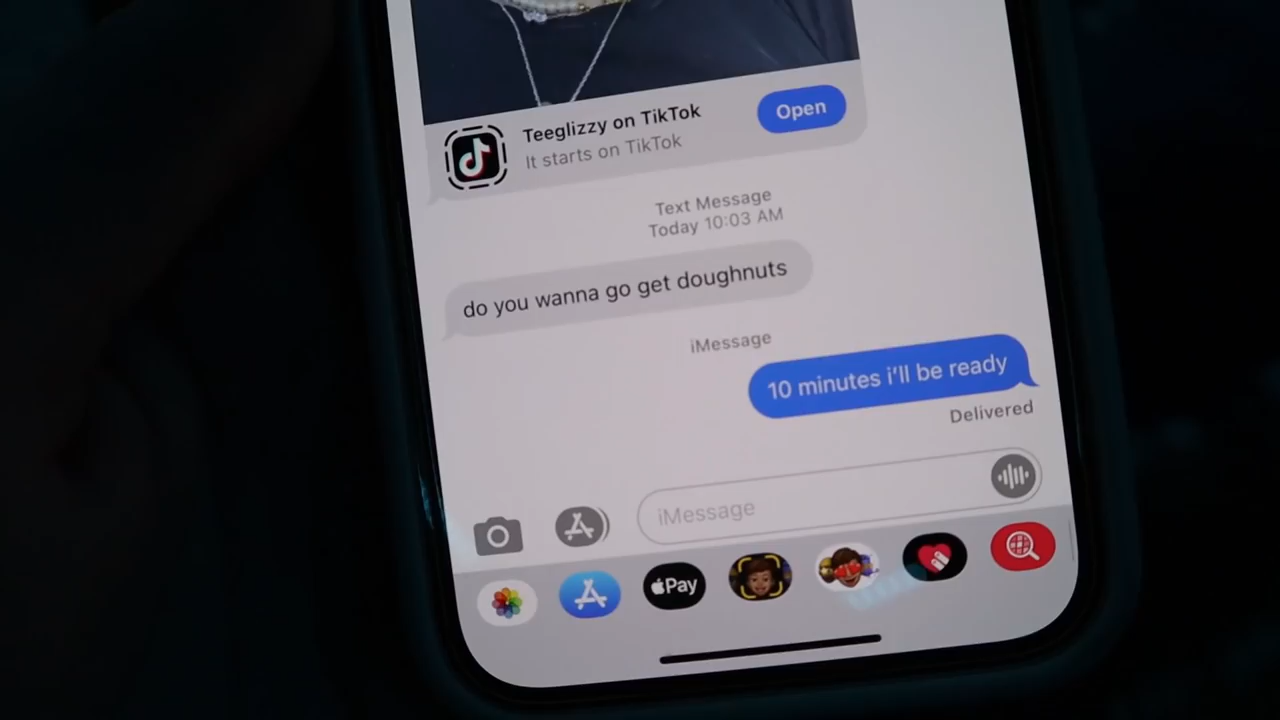 Teeglizzy on TikTok
It starts on TikTok
Open
Text Message
Today 10:03 AM
do you wanna go get doughnuts
iMessage
10 minutes i'll be ready
Delivered
iMessage
Pay